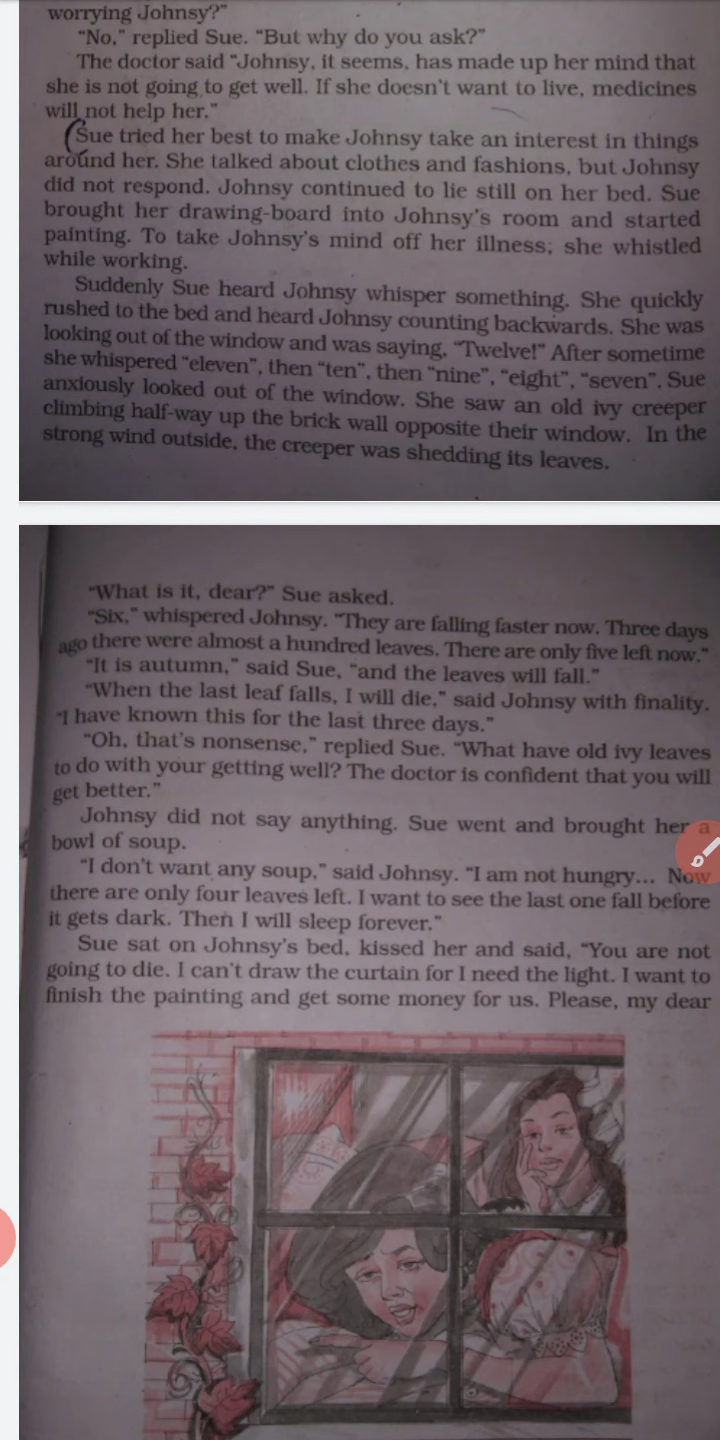 worrying Johnsy?"
"No," replied Sue. "But why do you ask?"
The doctor said "Johnsy, it seems, has made up her mind that
she is not going to get well. If she doesn't want to live, medicines
will not help her."
Sue tried her best to make Johnsy take an interest in things
around her. She talked about clothes and fashions, but Johnsy
did not respond. Johnsy continued to lie still on her bed. Sue
brought her drawing-board into Johnsy's room and started
painting. To take Johnsy's mind off her illness; she whistled
while working.
Suddenly Sue heard Johnsy whisper something. She quickly
rushed to the bed and heard Johnsy counting backwards. She was
looking out of the window and was saying, "Twelve!" After sometime
she whispered "eleven", then "ten", then "nine", "eight", "seven". Sue
anxiously looked out of the window. She saw an old ivy creeper
climbing half-way up the brick wall opposite their window. In the
strong wind outside, the creeper was shedding its leaves.
"What is it, dear?" Sue asked.
"Six," whispered Johnsy. "They are falling faster now. Three days
ago there were almost a hundred leaves. There are only five left now."
"It is autumn," said Sue, "and the leaves will fall."
"When the last leaf falls, I will die," said Johnsy with finality.
"I have known this for the last three days."
"Oh, that's nonsense," replied Sue. "What have old ivy leaves
to do with your getting well? The doctor is confident that you will
get better."
Johnsy did not say anything. Sue went and brought her a
bowl of soup.
"I don't want any soup," said Johnsy. "I am not hungry... Now
there are only four leaves left. I want to see the last one fall before
it gets dark. Then I will sleep forever."
Sue sat on Johnsy's bed, kissed her and said, "You are not
going to die. I can't draw the curtain for I need the light. I want to
finish the painting and get some money for us. Please, my dear